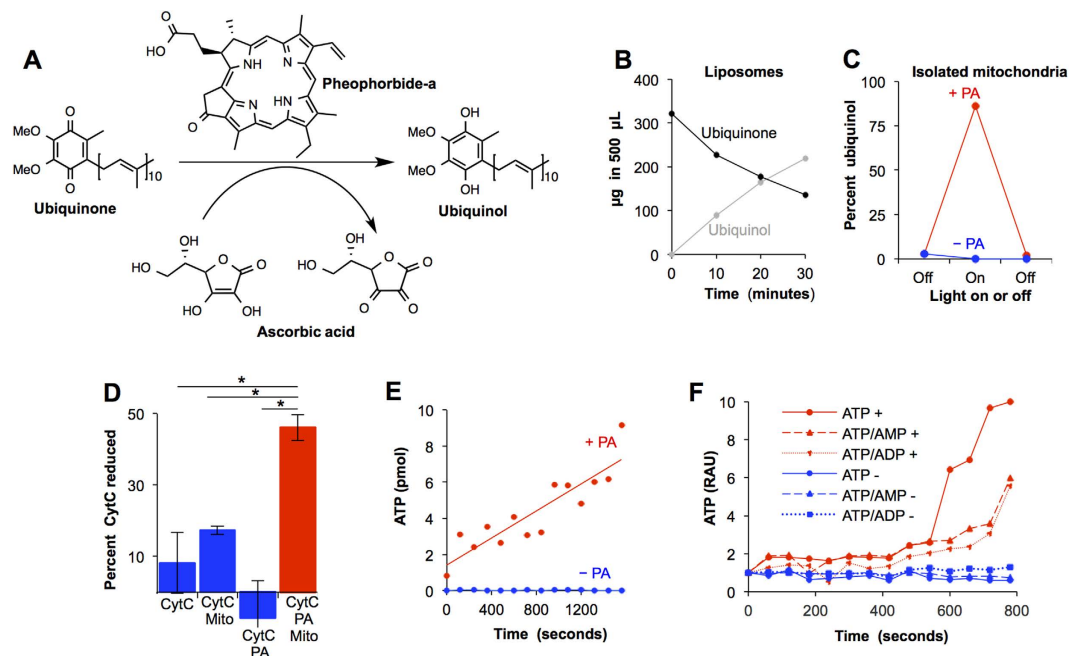 A
O
HO
NH
N
N
HN
O
Pheophorbide-a
O
MeO
MeO
O
10
Ubiquinone
OH
MeO
MeO
OH
10
Ubiquinol
OH
HO
O
O
HO
OH
OH
HO
O
O
O
O
Ascorbic acid
B
Liposomes
µg in 500 µL
400
300
200
100
0
Ubiquinone
Ubiquinol
0 10 20 30
Time (minutes)
C
Isolated mitochondria
+ PA
Percent ubiquinol
100
75
50
25
0
– PA
Off On Off
Light on or off
D
* 
*
*
Percent CytC reduced
50
30
10
CytC
CytC
Mito
CytC
PA
CytC
PA
Mito
E
ATP (pmol)
10
9
8
6
4
2
0
+ PA
– PA
0 400 800 1200
Time (seconds)
F
ATP (RAU)
10
8
6
4
2
0
ATP +
ATP/AMP +
ATP/ADP +
ATP -
ATP/AMP -
ATP/ADP -
0 200 400 600 800
Time (seconds)